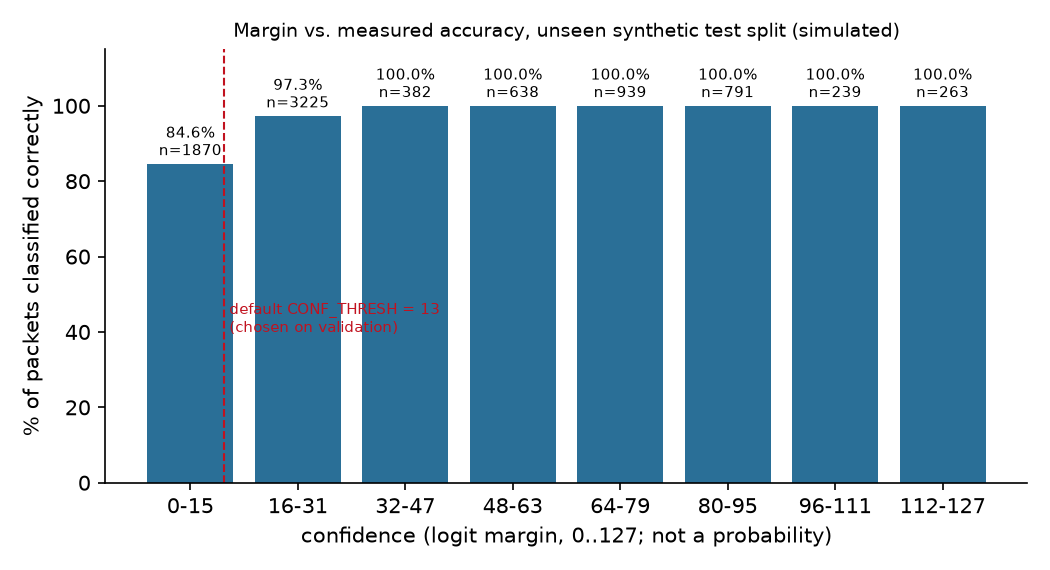 Margin vs. measured accuracy, unseen synthetic test split (simulated)
% of packets classified correctly
100
80
60
40
20
0
84.6%
n=1870
97.3%
n=3225
100.0%
n=382
100.0%
n=638
100.0%
n=939
100.0%
n=791
100.0%
n=239
100.0%
n=263
default CONF_THRESH = 13
(chosen on validation)
0-15
16-31
32-47
48-63
64-79
80-95
96-111
112-127
confidence (logit margin, 0..127; not a probability)